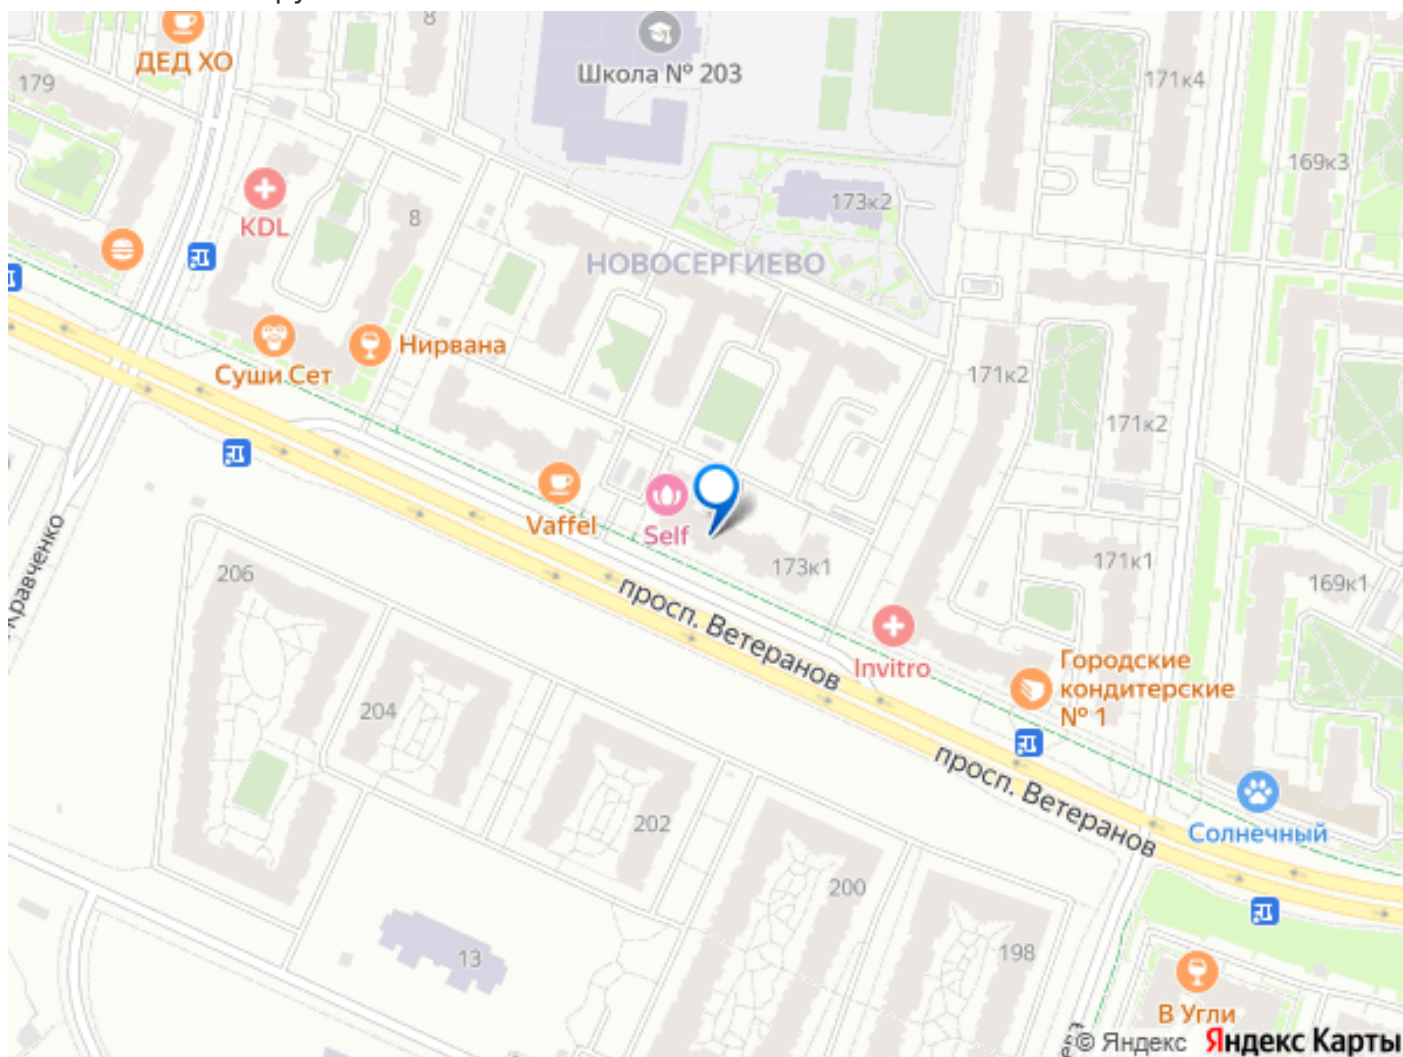 8
ДЕД ХО
179
Школа № 203
171к4
169к3
173к2
KDL
8
НОВОСЕРГИЕВО
Нирвана
Суши Сет
171к2
171к2
Vaffel
Self
173к1
171к1
169к1
Кравченко
206
просп. Ветеранов
Invitro
Городские
кондитерские
№ 1
204
просп. Ветеранов
202
Солнечный
200
13
198
В Угли
© Яндекс Яндекс Карты